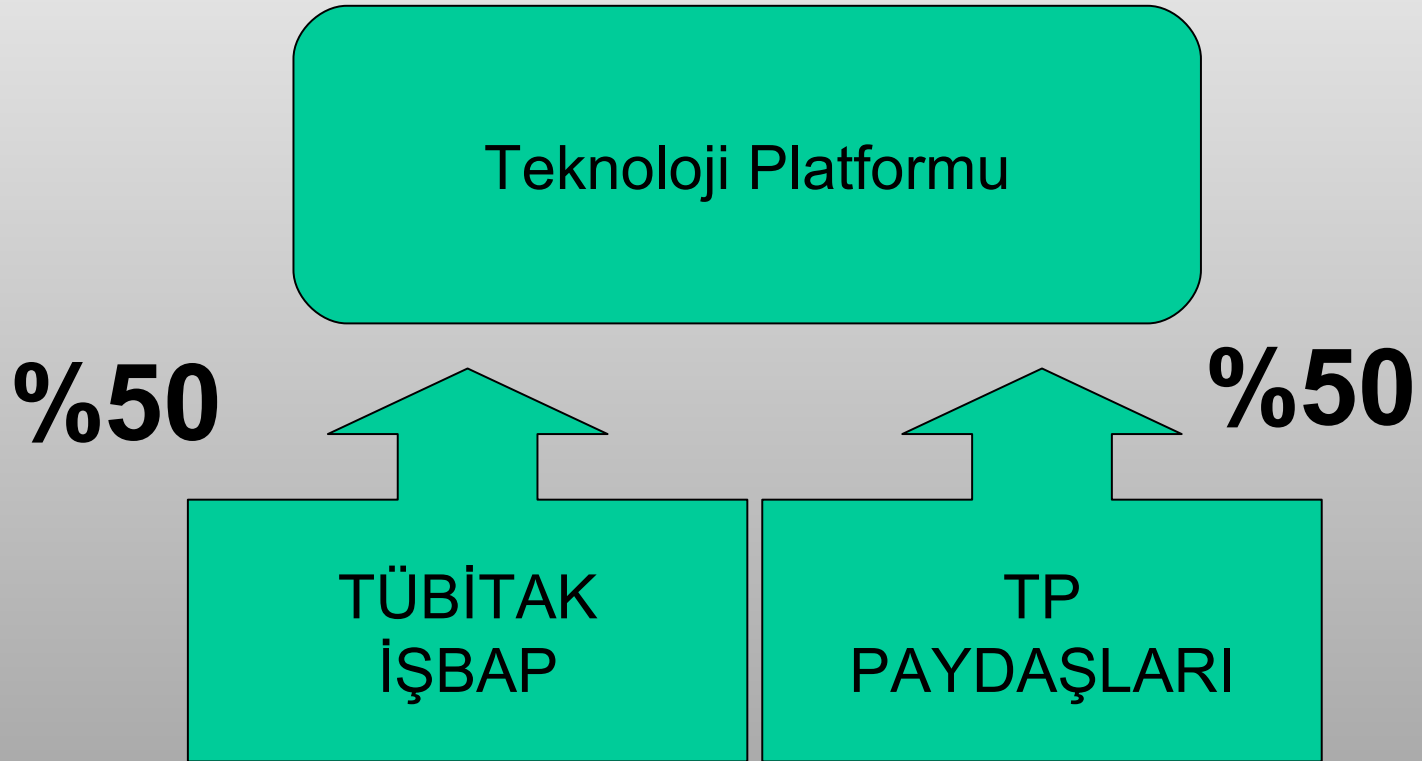 Teknoloji Platformu
%50
%50
TÜBİTAK
İŞBAP
TP
PAYDAŞLARI